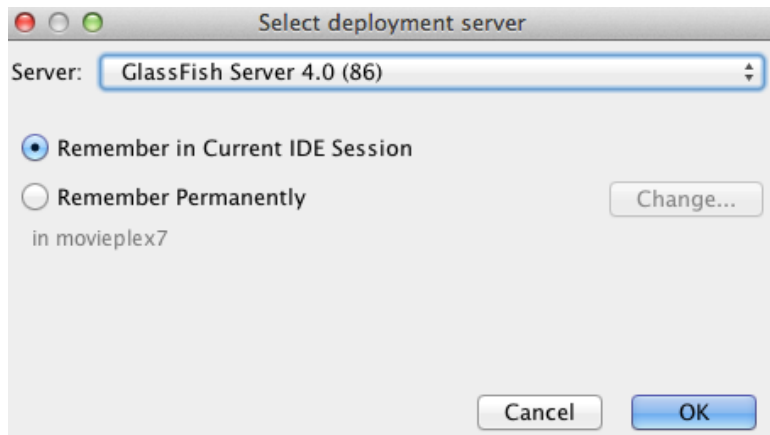 Select deployment server
Server: GlassFish Server 4.0 (86)
Remember in Current IDE Session
Remember Permanently Change...
in movieplex7
Cancel OK